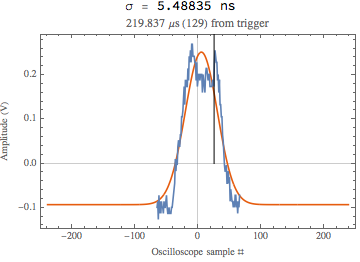 σ = 5.48835 ns
219.837 μs (129) from trigger
Amplitude (V)
0.2
0.1
0.0
-0.1
-200 -100 0 100 200
Oscilloscope sample #